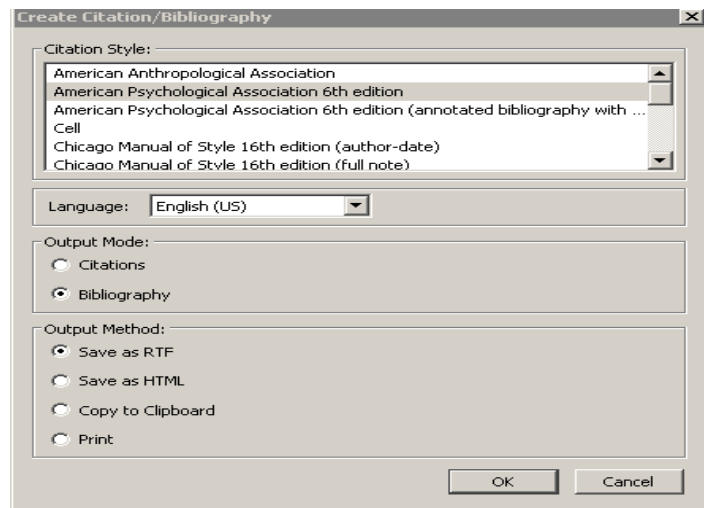 Create Citation/Bibliography
Citation Style:
American Anthropological Association
American Psychological Association 6th edition
American Psychological Association 6th edition (annotated bibliography with ...
Cell
Chicago Manual of Style 16th edition (author-date)
Chicago Manual of Style 16th edition (full note)
Language: English (US)
Output Mode:
Citations
Bibliography
Output Method:
Save as RTF
Save as HTML
Copy to Clipboard
Print
OK Cancel